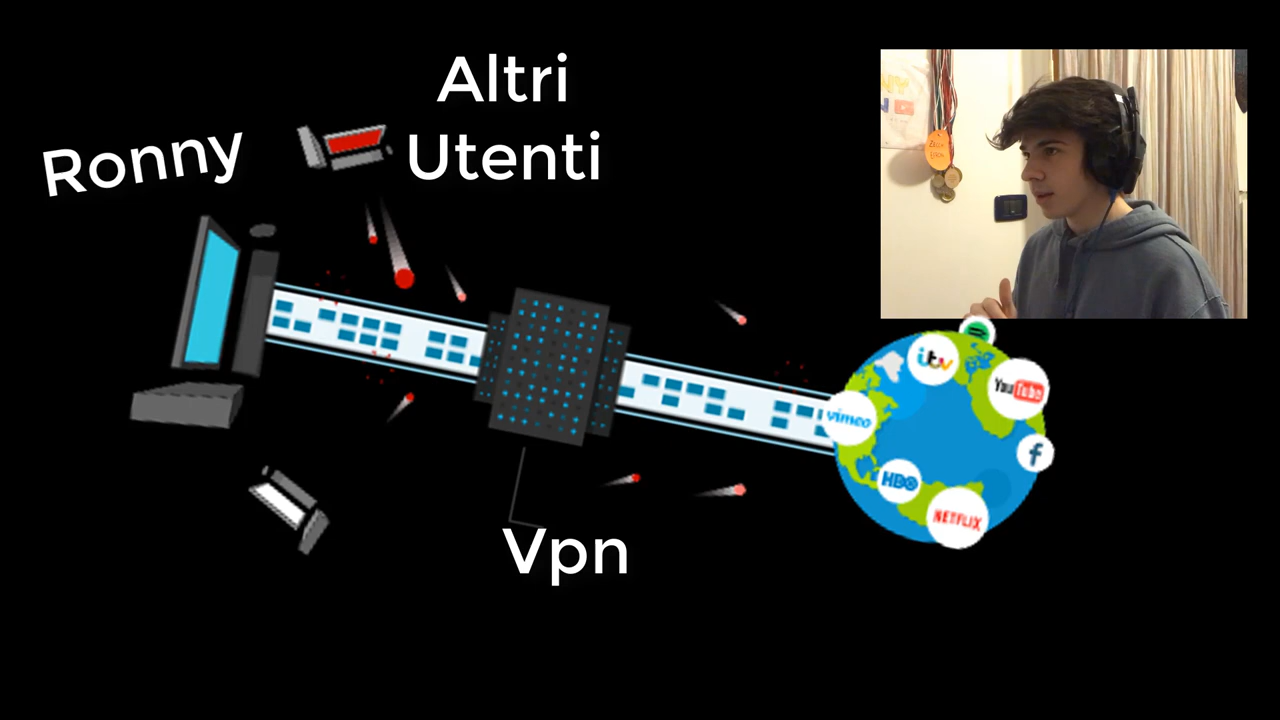 Altri
Utenti
Ronny
itv
YouTube
vimeo
f
HBO
NETFLIX
Vpn